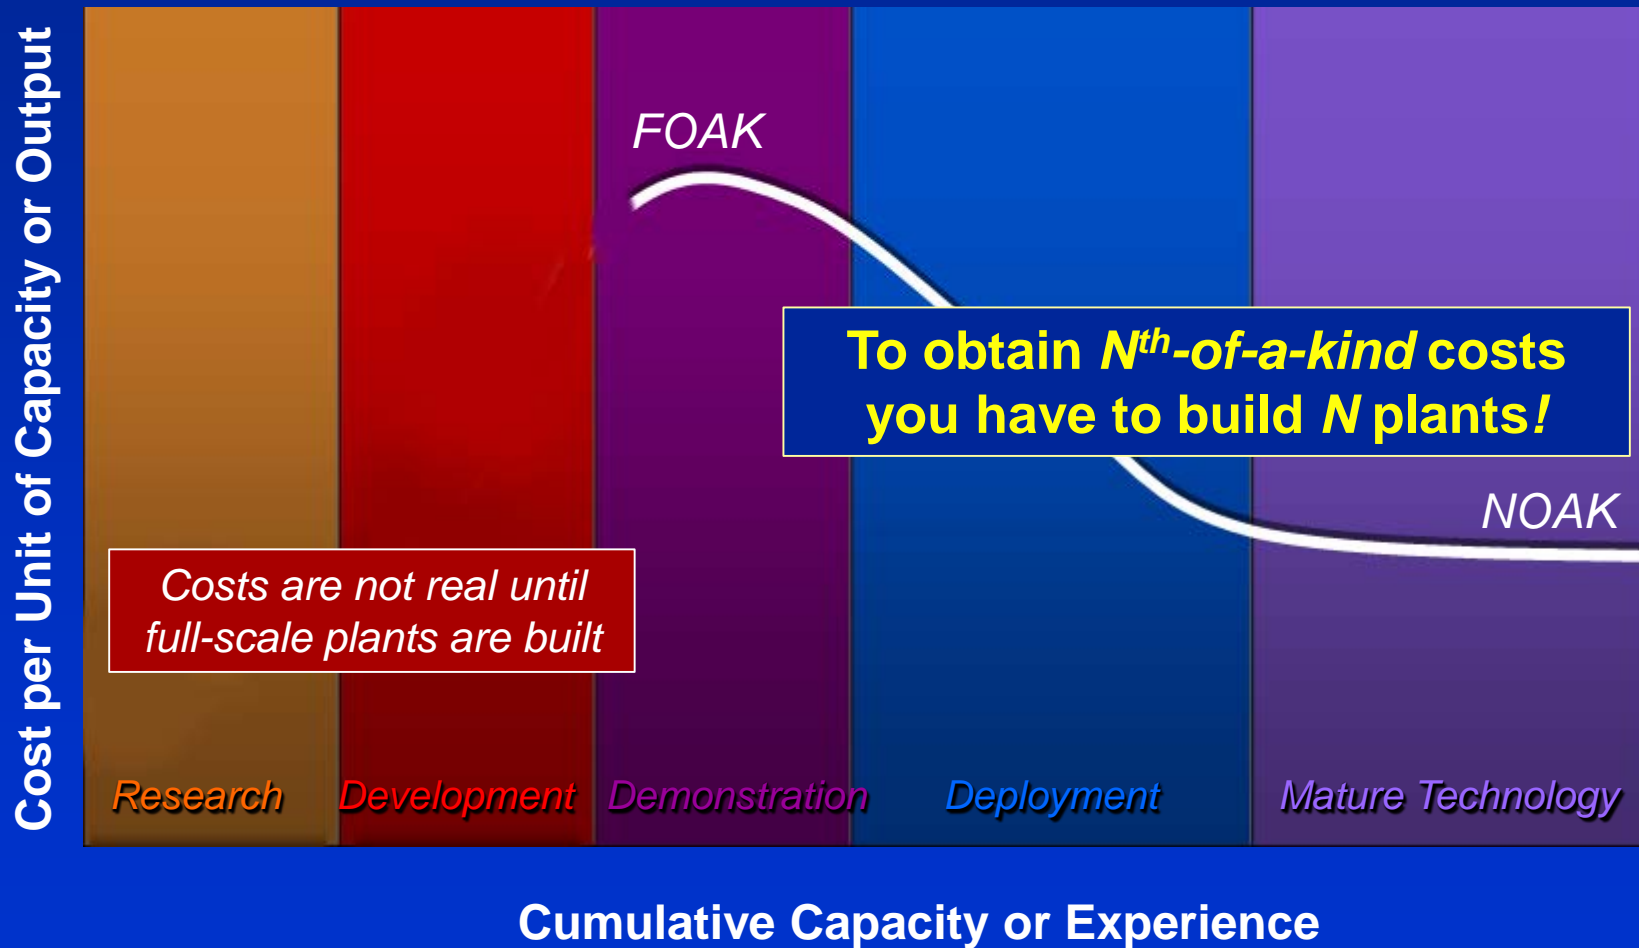 Cost per Unit of Capacity or Output
FOAK
To obtain Nth-of-a-kind costs
you have to build N plants!
NOAK
Costs are not real until
full-scale plants are built
Research
Development
Demonstration
Deployment
Mature Technology
Cumulative Capacity or Experience